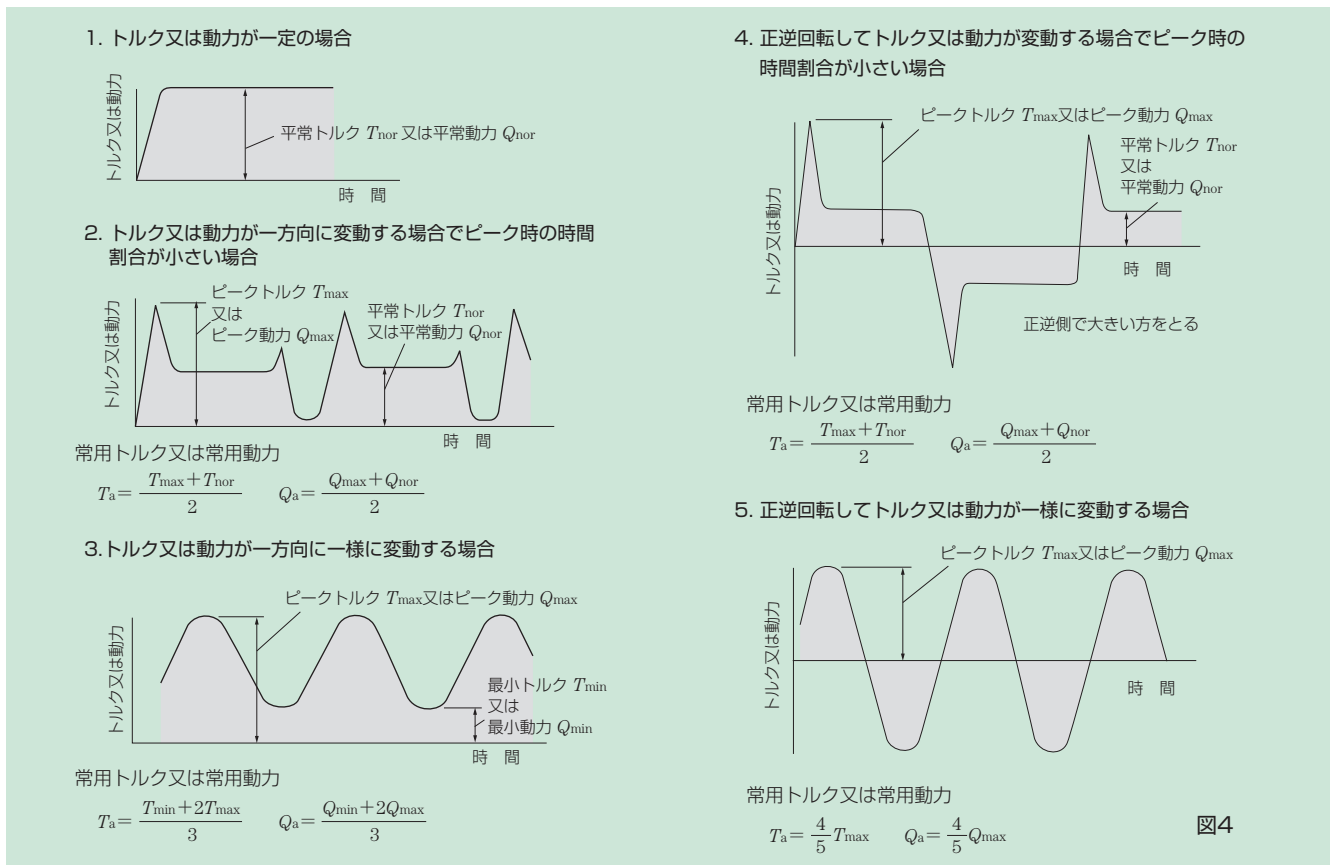 1. トルク又は動力が一定の場合
トルク又は動力
平常トルク Tnor 又は平常動力 Qnor
時 間
2. トルク又は動力が一方向に変動する場合でピーク時の時間
割合が小さい場合
トルク又は動力
ピークトルク Tmax
又は
ピーク動力 Qmax
平常トルク Tnor
又は平常動力 Qnor
時 間
常用トルク又は常用動力
Ta= Tmax+Tnor / 2 Qa= Qmax+Qnor / 2
3.トルク又は動力が一方向に一様に変動する場合
トルク又は動力
ピークトルク Tmax又はピーク動力 Qmax
最小トルク Tmin
又は
最小動力 Qmin
時 間
常用トルク又は常用動力
Ta= Tmin+2Tmax / 3 Qa= Qmin+2Qmax / 3
4. 正逆回転してトルク又は動力が変動する場合でピーク時の
時間割合が小さい場合
トルク又は動力
ピークトルク Tmax又はピーク動力 Qmax
平常トルク Tnor
又は
平常動力 Qnor
時 間
正逆側で大きい方をとる
常用トルク又は常用動力
Ta= Tmax+Tnor / 2 Qa= Qmax+Qnor / 2
5. 正逆回転してトルク又は動力が一様に変動する場合
トルク又は動力
ピークトルク Tmax又はピーク動力 Qmax
時 間
常用トルク又は常用動力
Ta= 4/5 Tmax Qa= 4/5 Qmax
図4